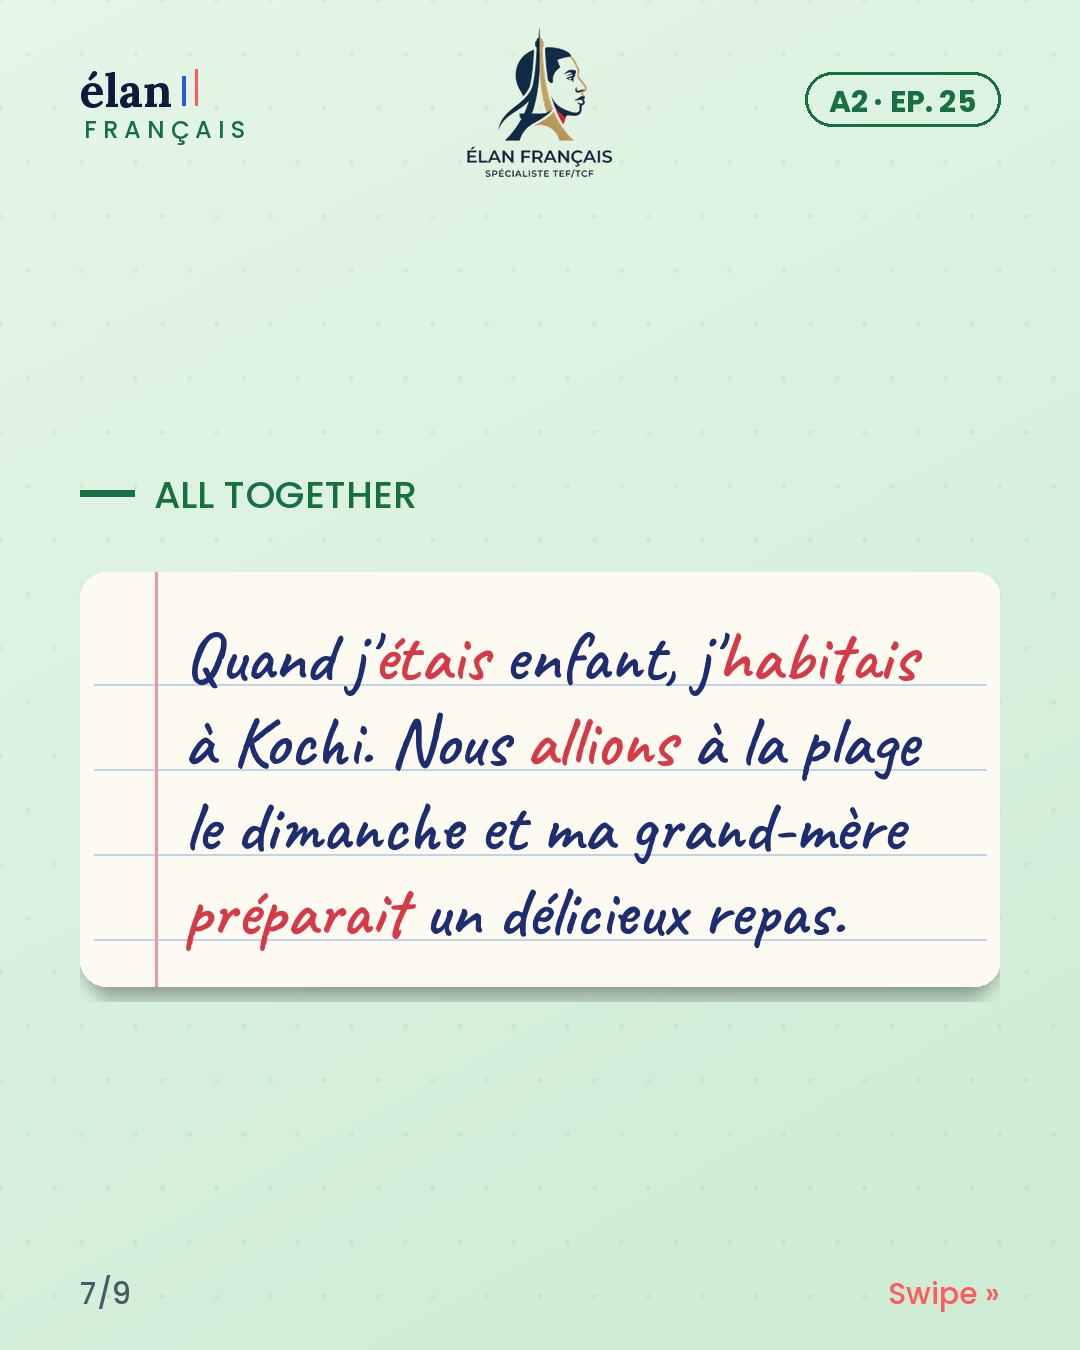 élan
FRANÇAIS
ÉLAN FRANÇAIS
SPÉCIALISTE TEF/TCF
A2 · EP. 25
ALL TOGETHER
Quand j'étais enfant, j'habitais
à Kochi. Nous allions à la plage
le dimanche et ma grand-mère
préparait un délicieux repas.
7/9
Swipe »